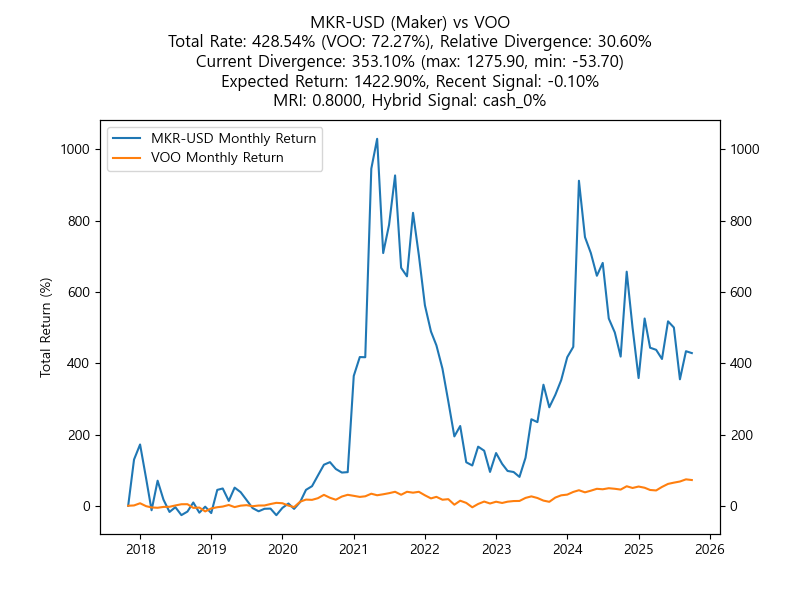 MKR-USD (Maker) vs VOO
Total Rate: 428.54% (VOO: 72.27%), Relative Divergence: 30.60%
Current Divergence: 353.10% (max: 1275.90, min: -53.70)
Expected Return: 1422.90%, Recent Signal: -0.10%
MRI: 0.8000, Hybrid Signal: cash_0%
MKR-USD Monthly Return
VOO Monthly Return
Total Return (%)
1000
800
600
400
200
0
1000
800
600
400
200
0
2018 2019 2020 2021 2022 2023 2024 2025 2026